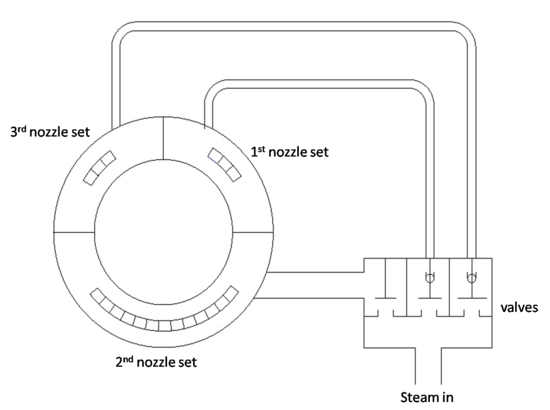 3rd nozzle set
1st nozzle set
valves
2nd nozzle set
Steam in